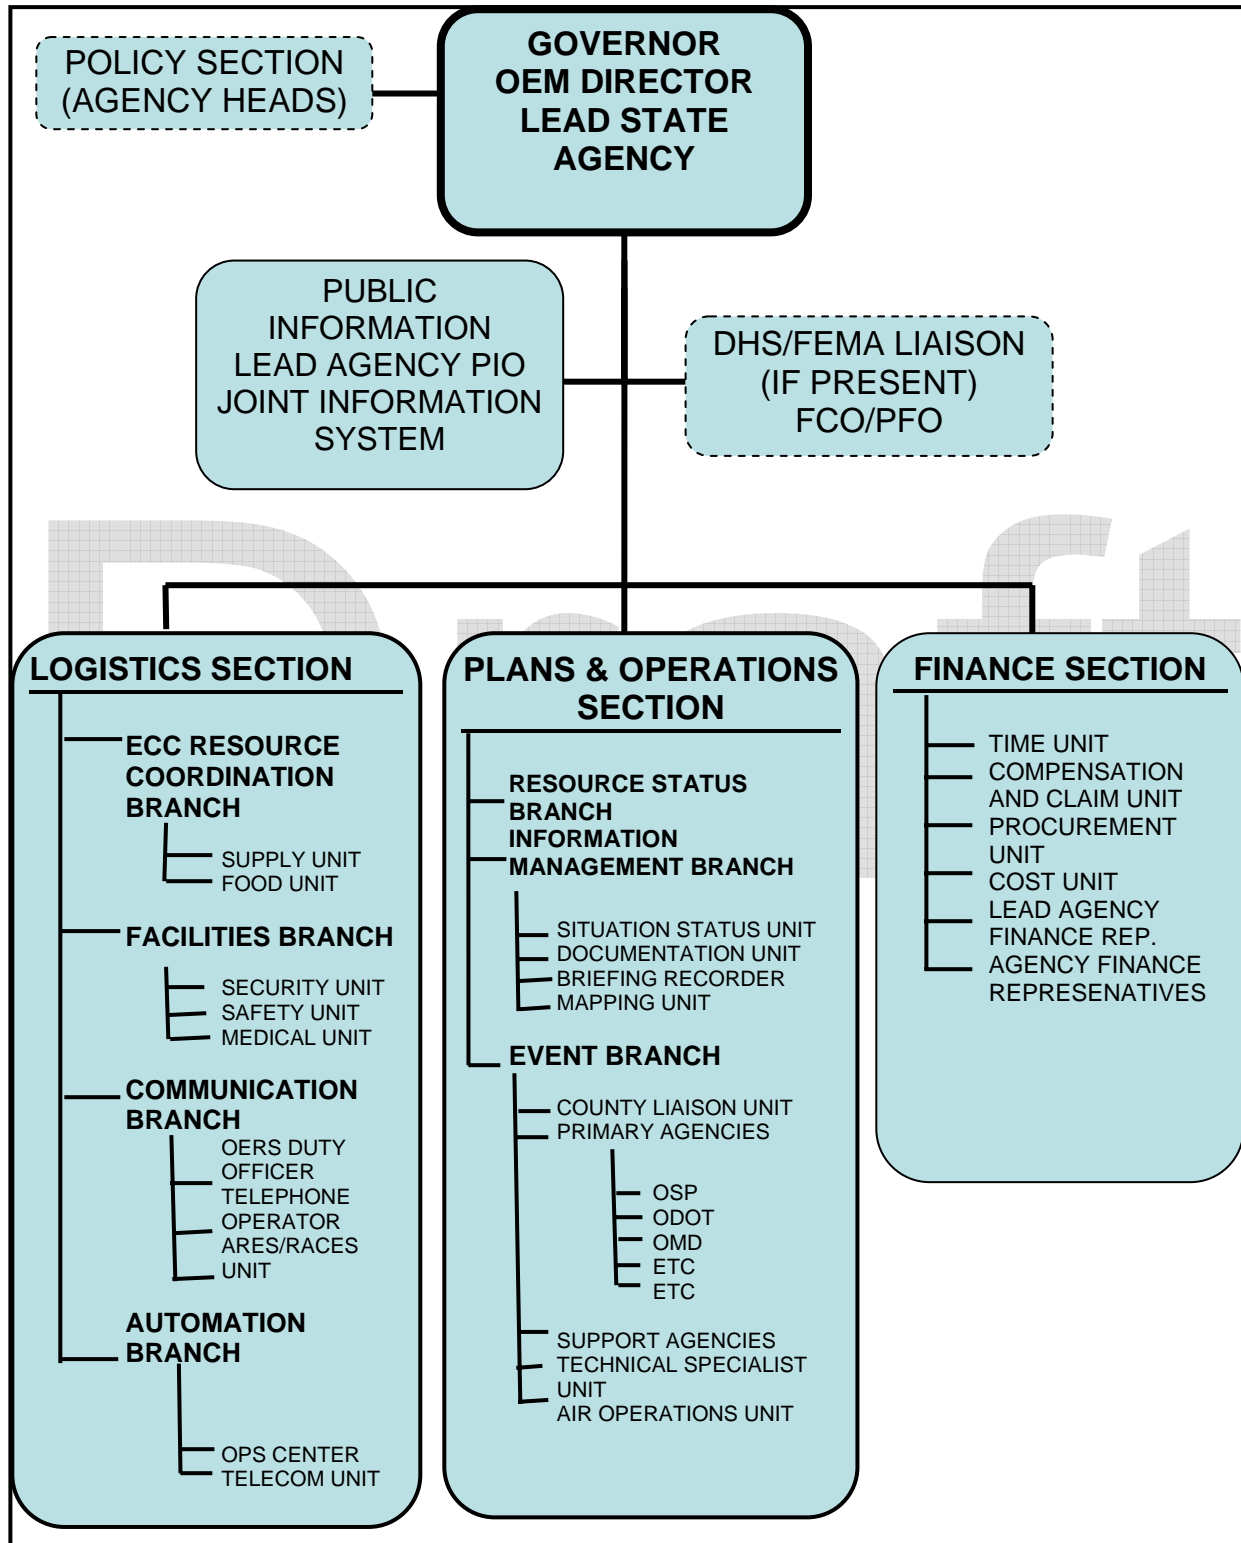 POLICY SECTION
(AGENCY HEADS)
GOVERNOR
OEM DIRECTOR
LEAD STATE
AGENCY
PUBLIC
INFORMATION
LEAD AGENCY PIO
JOINT INFORMATION
SYSTEM
DHS/FEMA LIAISON
(IF PRESENT)
FCO/PFO
Draft
LOGISTICS SECTION
ECC RESOURCE
COORDINATION
BRANCH
SUPPLY UNIT
FOOD UNIT
FACILITIES BRANCH
SECURITY UNIT
SAFETY UNIT
MEDICAL UNIT
COMMUNICATION
BRANCH
OERS DUTY
OFFICER
TELEPHONE
OPERATOR
ARES/RACES
UNIT
AUTOMATION
BRANCH
OPS CENTER
TELECOM UNIT
PLANS & OPERATIONS
SECTION
RESOURCE STATUS
BRANCH
INFORMATION
MANAGEMENT BRANCH
SITUATION STATUS UNIT
DOCUMENTATION UNIT
BRIEFING RECORDER
MAPPING UNIT
EVENT BRANCH
COUNTY LIAISON UNIT
PRIMARY AGENCIES
OSP
ODOT
OMD
ETC
ETC
SUPPORT AGENCIES
TECHNICAL SPECIALIST
UNIT
AIR OPERATIONS UNIT
FINANCE SECTION
TIME UNIT
COMPENSATION
AND CLAIM UNIT
PROCUREMENT
UNIT
COST UNIT
LEAD AGENCY
FINANCE REP.
AGENCY FINANCE
REPRESENATIVES